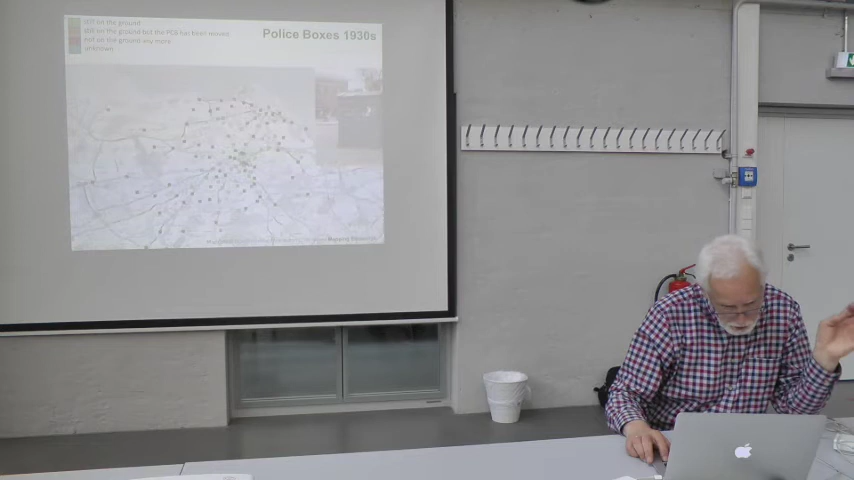 still on the ground
still on the ground but the POB has been moved
not on the ground any more
unknown
Police Boxes 1930s